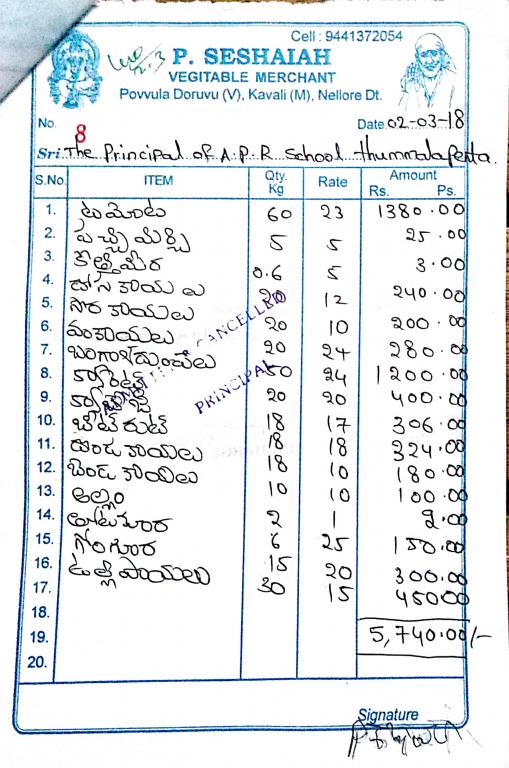 Cell : 9441372054
P. SESHAIAH
VEGITABLE MERCHANT
Povvula Doruvu (V), Kavali (M), Nellore Dt.
No. 8 Date: 02-03-18
Sri The Principal of A.P.R School thummalapenta
S.No. ITEM Qty. Kg Rate Amount Rs. Ps.
1. టమోట 60 23 1380.00
2. పచ్చిమిర్చి 5 5 25.00
3. కొత్తిమీర 0.6 5 3.00
4. దోసకాయలు 20 12 240.00
5. సొరకాయలు 20 10 200.00
6. వంకాయలు 20 24 280.00
7. బంగాళదుంపలు 50 24 1200.00
8. క్యారెట్ 20 20 400.00
9. క్యాబేజీ 18 17 306.00
10. బీట్రూట్ 18 18 324.00
11. దొండకాయలు 18 10 180.00
12. బెండకాయలు 10 10 100.00
13. అల్లం 2 1 2.00
14. తోటకూర 6 25 150.00
15. గోంగూర 15 20 300.00
16. ఉల్లిపాయలు 30 15 450.00
17.
18.
19. 5,740.00/-
20.
CANCELLED
PRINCIPAL
Signature